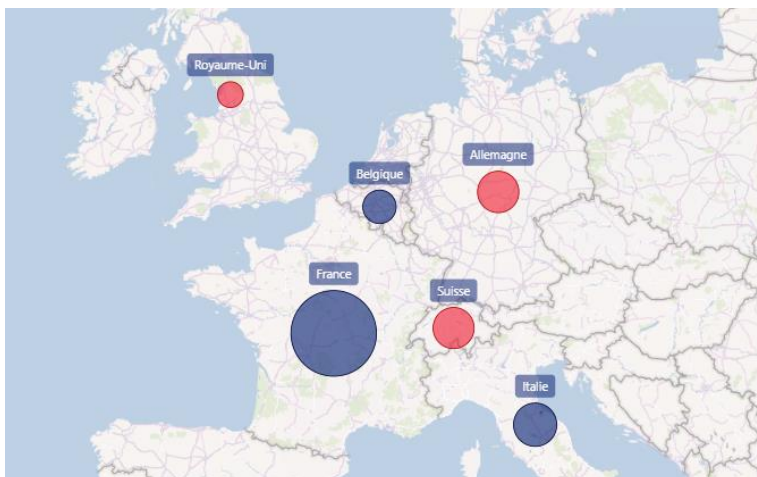 Royaume-Uni
Allemagne
Belgique
France
Suisse
Italie